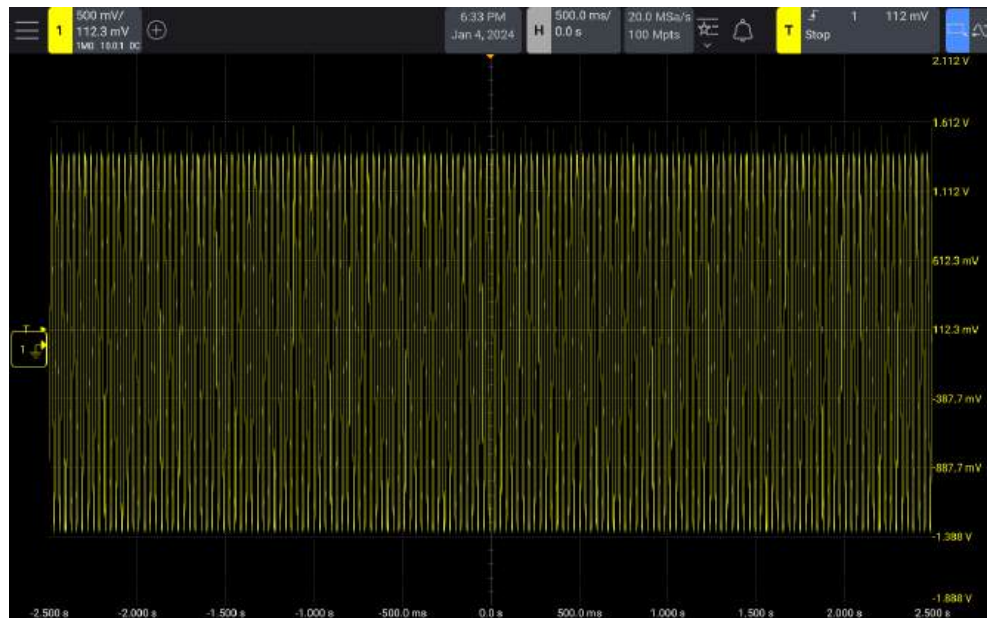 1
500 mV/
112.3 mV
1MΩ 10.0:1 DC
6:33 PM
Jan 4, 2024
H
500.0 ms/
0.0 s
20.0 MSa/s
100 Mpts
T
1
112 mV
Stop
2.112 V
1.612 V
1.112 V
612.3 mV
T
112.3 mV
1
-387.7 mV
-887.7 mV
-1.388 V
-1.888 V
-2.500 s
-2.000 s
-1.500 s
-1.000 s
-500.0 ms
0.0 s
500.0 ms
1.000 s
1.500 s
2.000 s
2.500 s